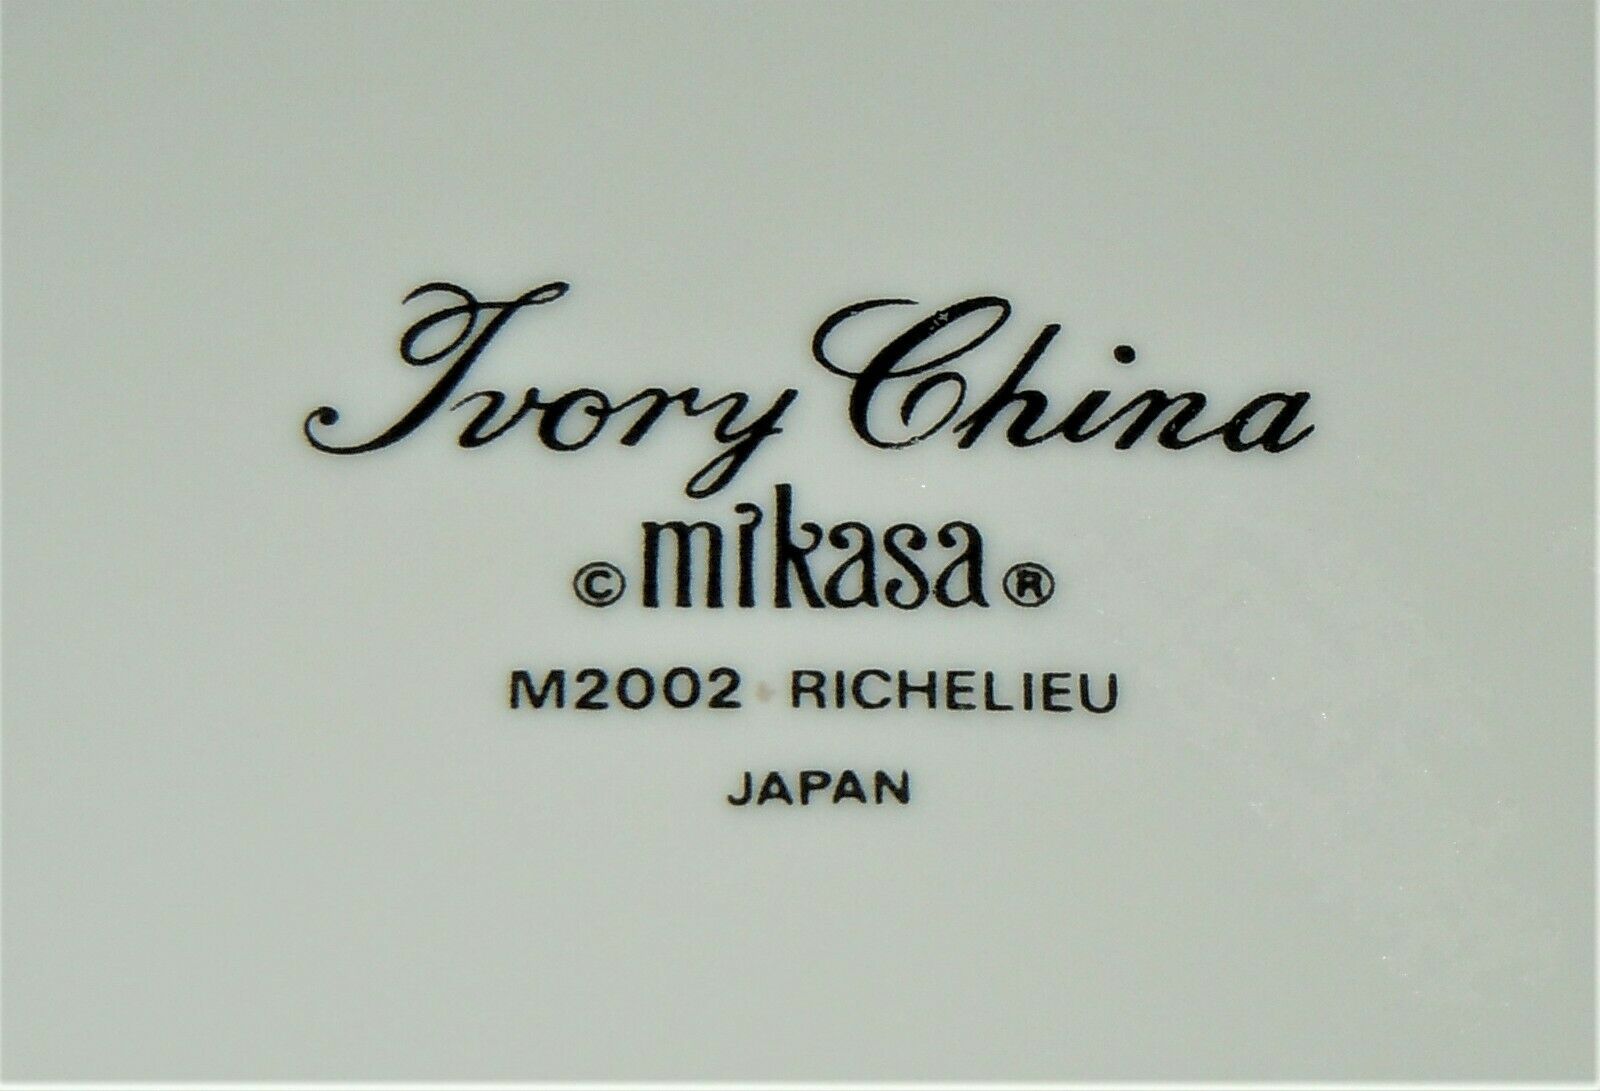 Ivory China
© mikasa ®
M2002 RICHELIEU
JAPAN